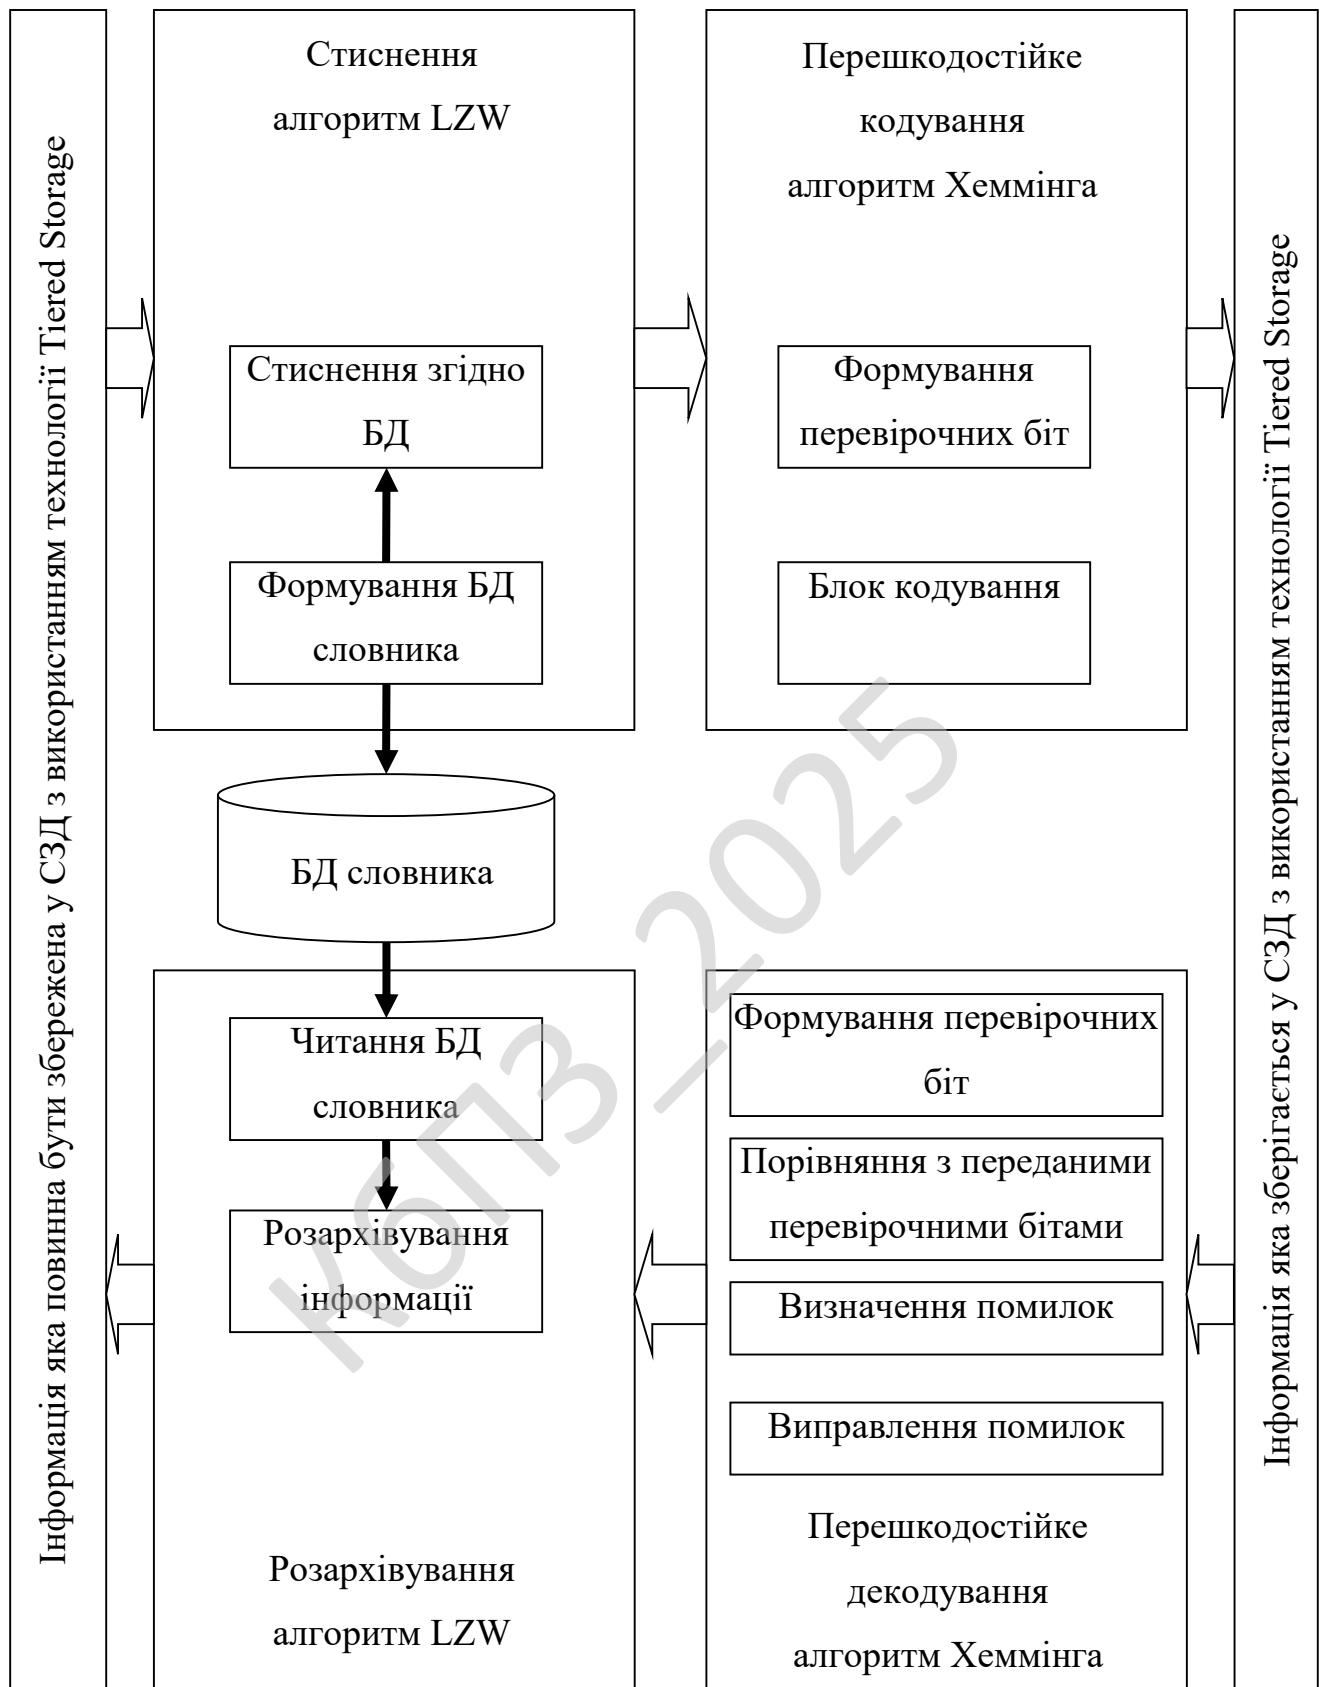 Інформація яка повинна бути збережена у СЗД з використанням технології Tiered Storage
Стиснення
алгоритм LZW
Стиснення згідно
БД
Формування БД
словника
БД словника
Читання БД
словника
Розархівування
інформації
Розархівування
алгоритм LZW
Перешкодостійке
кодування
алгоритм Хеммінга
Формування
перевірочних біт
Блок кодування
Формування перевірочних
біт
Порівняння з переданими
перевірочними бітами
Визначення помилок
Виправлення помилок
Перешкодостійке
декодування
алгоритм Хеммінга
Інформація яка зберігається у СЗД з використанням технології Tiered Storage
КбПЗ_2025